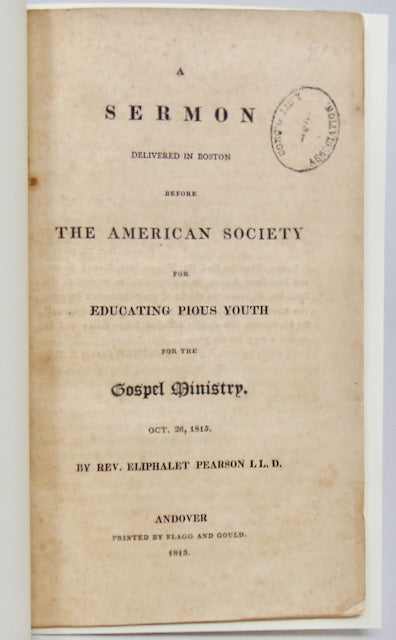 A
SERMON
DELIVERED IN BOSTON
BEFORE
THE AMERICAN SOCIETY
FOR
EDUCATING PIOUS YOUTH
FOR THE
Gospel Ministry.
OCT. 26, 1815.
BY REV. ELIPHALET PEARSON LL. D.
ANDOVER
PRINTED BY FLAGG AND GOULD.
1815.